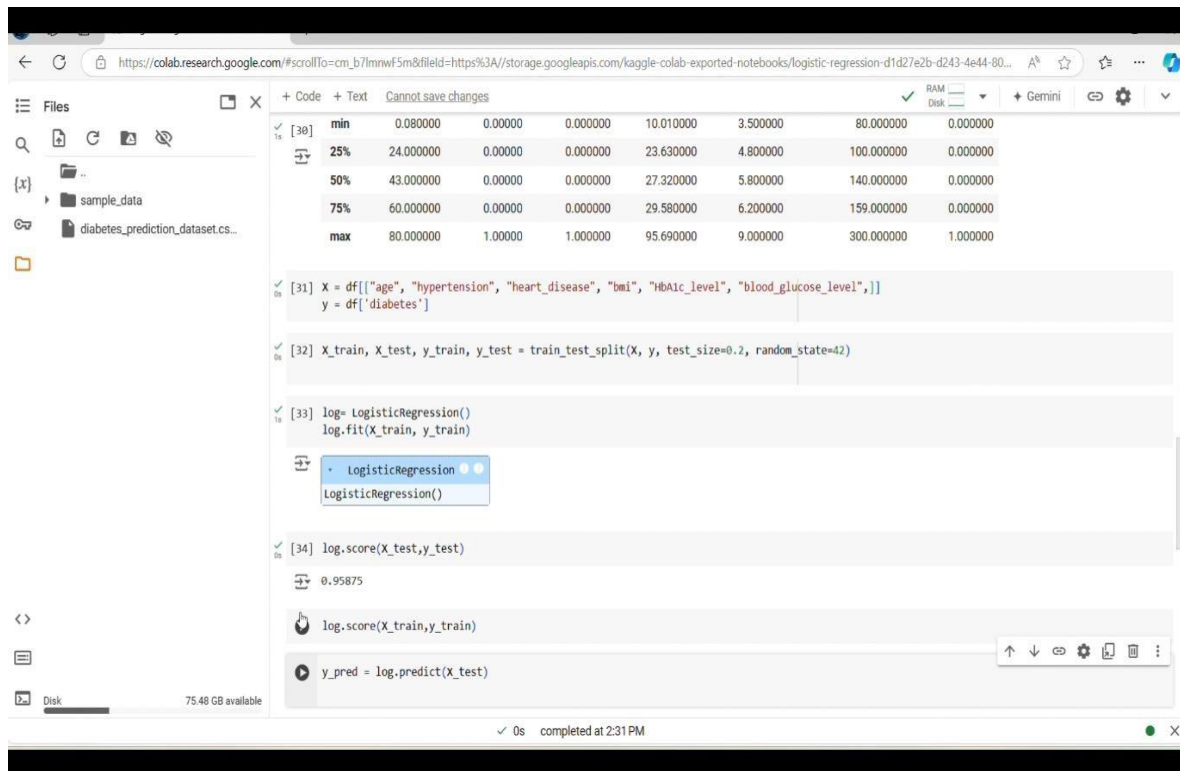 https://colab.research.google.com/#scrollTo=cm_b7lmnwF5m&fileId=https%3A//storage.googleapis.com/kaggle-colab-exported-notebooks/logistic-regression-d1d27e2b-d243-4e44-80...
Files
+ Code + Text Cannot save changes
RAM
Disk
Gemini
..
sample_data
diabetes_prediction_dataset.cs...
{x}
1s [30] min 0.080000 0.00000 0.000000 10.010000 3.500000 80.000000 0.000000
25% 24.000000 0.00000 0.000000 23.630000 4.800000 100.000000 0.000000
50% 43.000000 0.00000 0.000000 27.320000 5.800000 140.000000 0.000000
75% 60.000000 0.00000 0.000000 29.580000 6.200000 159.000000 0.000000
max 80.000000 1.00000 1.000000 95.690000 9.000000 300.000000 1.000000
0s [31] X = df[["age", "hypertension", "heart_disease", "bmi", "HbA1c_level", "blood_glucose_level",]]
y = df['diabetes']
0s [32] X_train, X_test, y_train, y_test = train_test_split(X, y, test_size=0.2, random_state=42)
1s [33] log= LogisticRegression()
log.fit(X_train, y_train)
LogisticRegression
LogisticRegression()
0s [34] log.score(X_test,y_test)
0.95875
log.score(X_train,y_train)
y_pred = log.predict(X_test)
Disk 75.48 GB available
0s completed at 2:31 PM